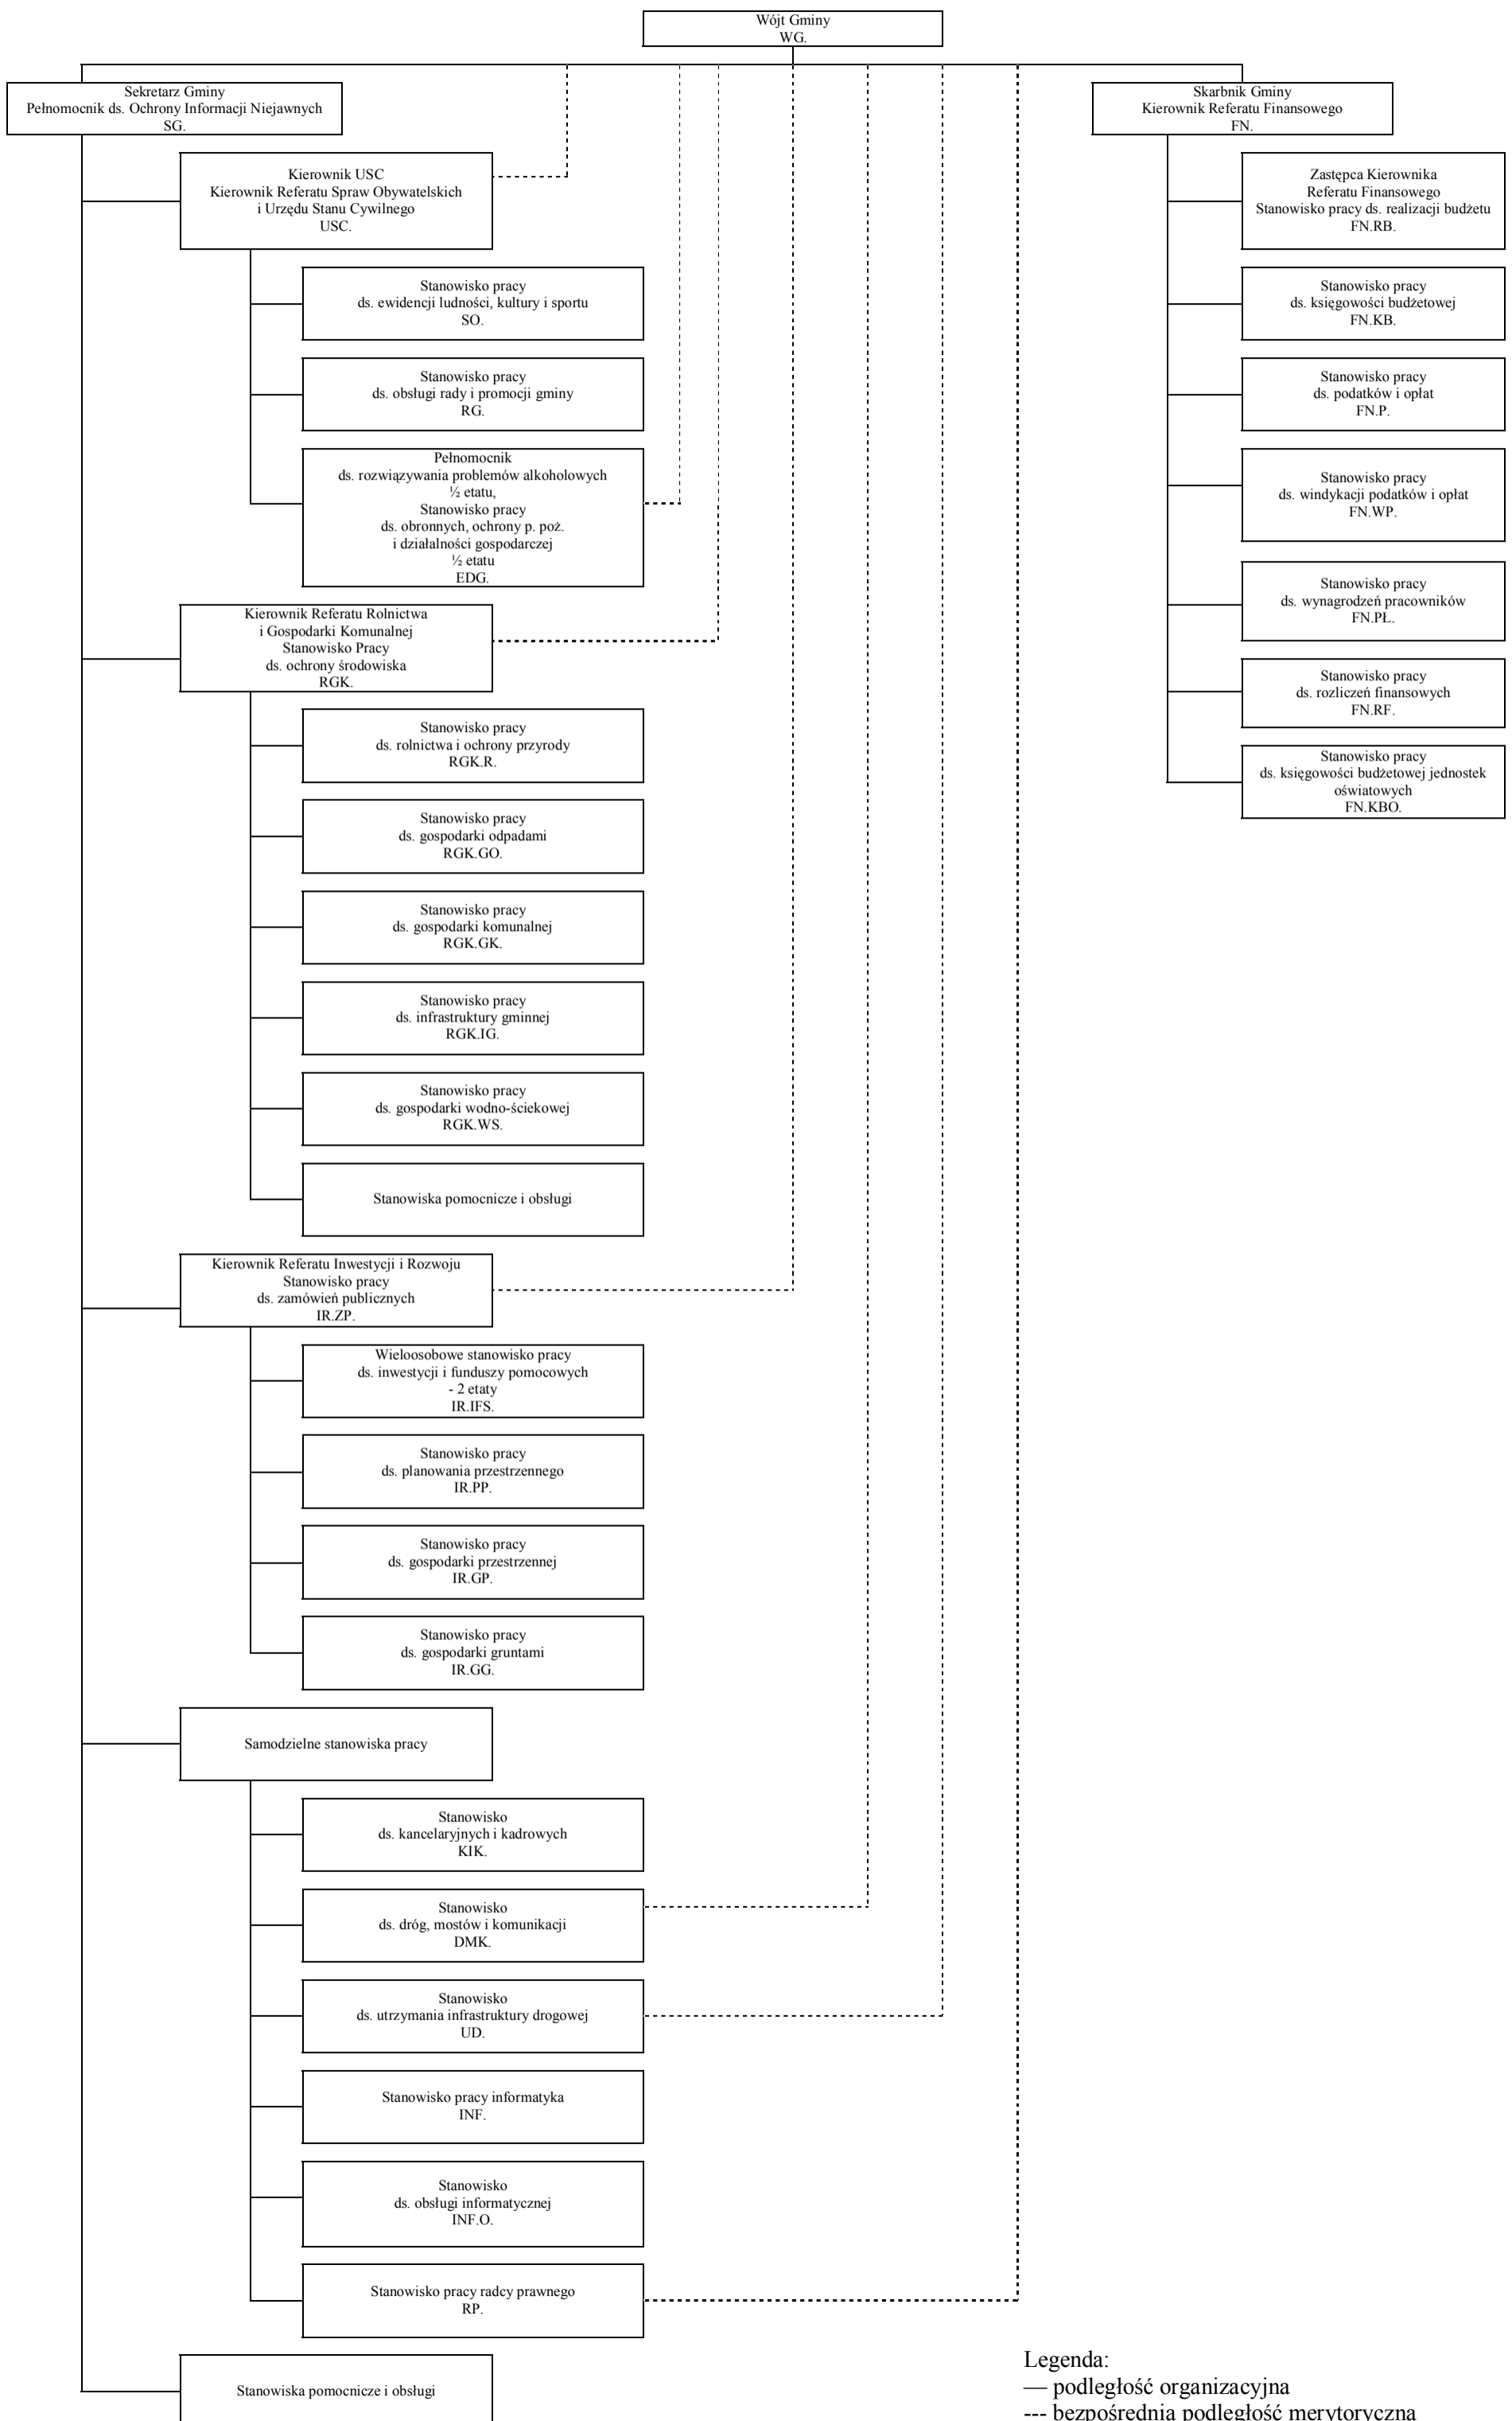 Wójt Gminy
WG.
Sekretarz Gminy
Pełnomocnik ds. Ochrony Informacji Niejawnych
SG.
Skarbnik Gminy
Kierownik Referatu Finansowego
FN.
Kierownik USC
Kierownik Referatu Spraw Obywatelskich
i Urzędu Stanu Cywilnego
USC.
Stanowisko pracy
ds. ewidencji ludności, kultury i sportu
SO.
Stanowisko pracy
ds. obsługi rady i promocji gminy
RG.
Pełnomocnik
ds. rozwiązywania problemów alkoholowych
½ etatu,
Stanowisko pracy
ds. obronnych, ochrony p. poż.
i działalności gospodarczej
½ etatu
EDG.
Kierownik Referatu Rolnictwa
i Gospodarki Komunalnej
Stanowisko Pracy
ds. ochrony środowiska
RGK.
Stanowisko pracy
ds. rolnictwa i ochrony przyrody
RGK.R.
Stanowisko pracy
ds. gospodarki odpadami
RGK.GO.
Stanowisko pracy
ds. gospodarki komunalnej
RGK.GK.
Stanowisko pracy
ds. infrastruktury gminnej
RGK.IG.
Stanowisko pracy
ds. gospodarki wodno-ściekowej
RGK.WS.
Stanowiska pomocnicze i obsługi
Kierownik Referatu Inwestycji i Rozwoju
Stanowisko pracy
ds. zamówień publicznych
IR.ZP.
Wieloosobowe stanowisko pracy
ds. inwestycji i funduszy pomocowych
- 2 etaty
IR.IFS.
Stanowisko pracy
ds. planowania przestrzennego
IR.PP.
Stanowisko pracy
ds. gospodarki przestrzennej
IR.GP.
Stanowisko pracy
ds. gospodarki gruntami
IR.GG.
Samodzielne stanowiska pracy
Stanowisko
ds. kancelaryjnych i kadrowych
KIK.
Stanowisko
ds. dróg, mostów i komunikacji
DMK.
Stanowisko
ds. utrzymania infrastruktury drogowej
UD.
Stanowisko pracy informatyka
INF.
Stanowisko
ds. obsługi informatycznej
INF.O.
Stanowisko pracy radcy prawnego
RP.
Stanowiska pomocnicze i obsługi
Zastępca Kierownika
Referatu Finansowego
Stanowisko pracy ds. realizacji budżetu
FN.RB.
Stanowisko pracy
ds. księgowości budżetowej
FN.KB.
Stanowisko pracy
ds. podatków i opłat
FN.P.
Stanowisko pracy
ds. windykacji podatków i opłat
FN.WP.
Stanowisko pracy
ds. wynagrodzeń pracowników
FN.PŁ.
Stanowisko pracy
ds. rozliczeń finansowych
FN.RF.
Stanowisko pracy
ds. księgowości budżetowej jednostek
oświatowych
FN.KBO.
Legenda:
— podległość organizacyjna
--- bezpośrednia podległość merytoryczna